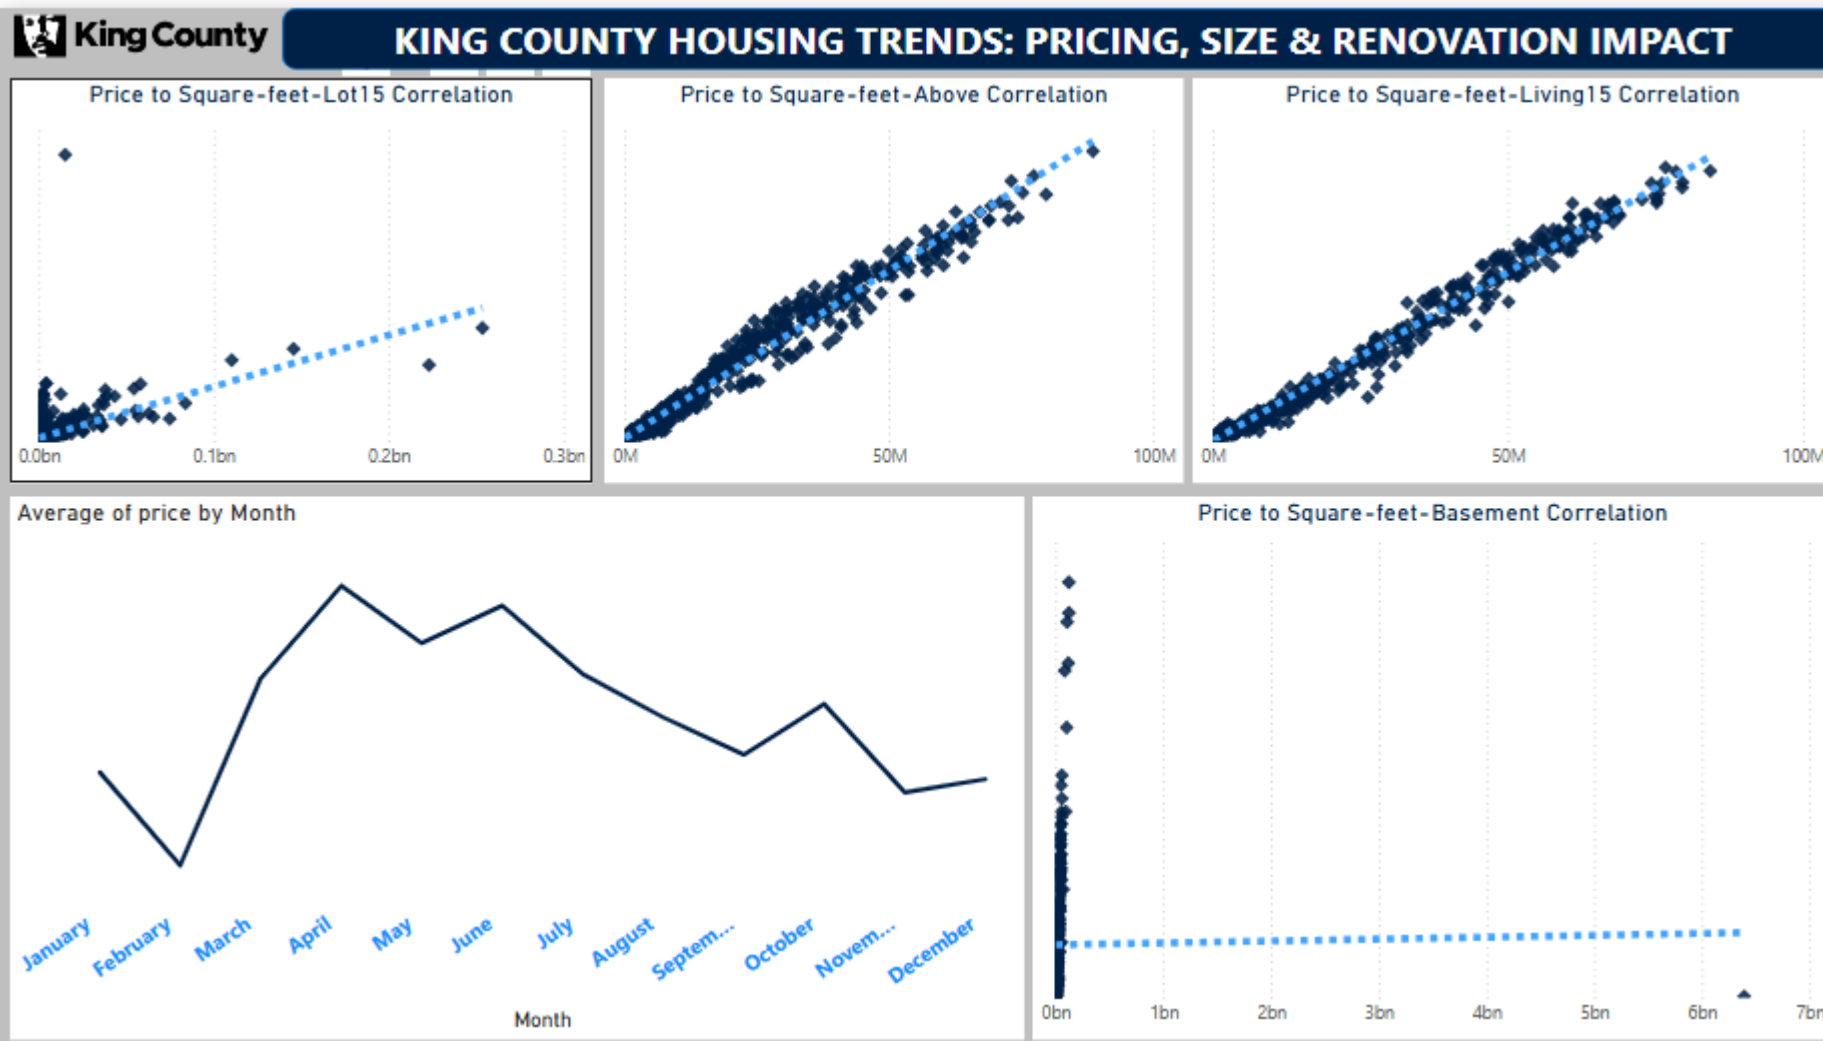 King County
KING COUNTY HOUSING TRENDS: PRICING, SIZE & RENOVATION IMPACT
Price to Square-feet-Lot15 Correlation
0.0bn 0.1bn 0.2bn 0.3bn
Price to Square-feet-Above Correlation
0M 50M 100M
Price to Square-feet-Living15 Correlation
0M 50M 100M
Average of price by Month
January February March April May June July August Septem... October Novem... December
Month
Price to Square-feet-Basement Correlation
0bn 1bn 2bn 3bn 4bn 5bn 6bn 7bn